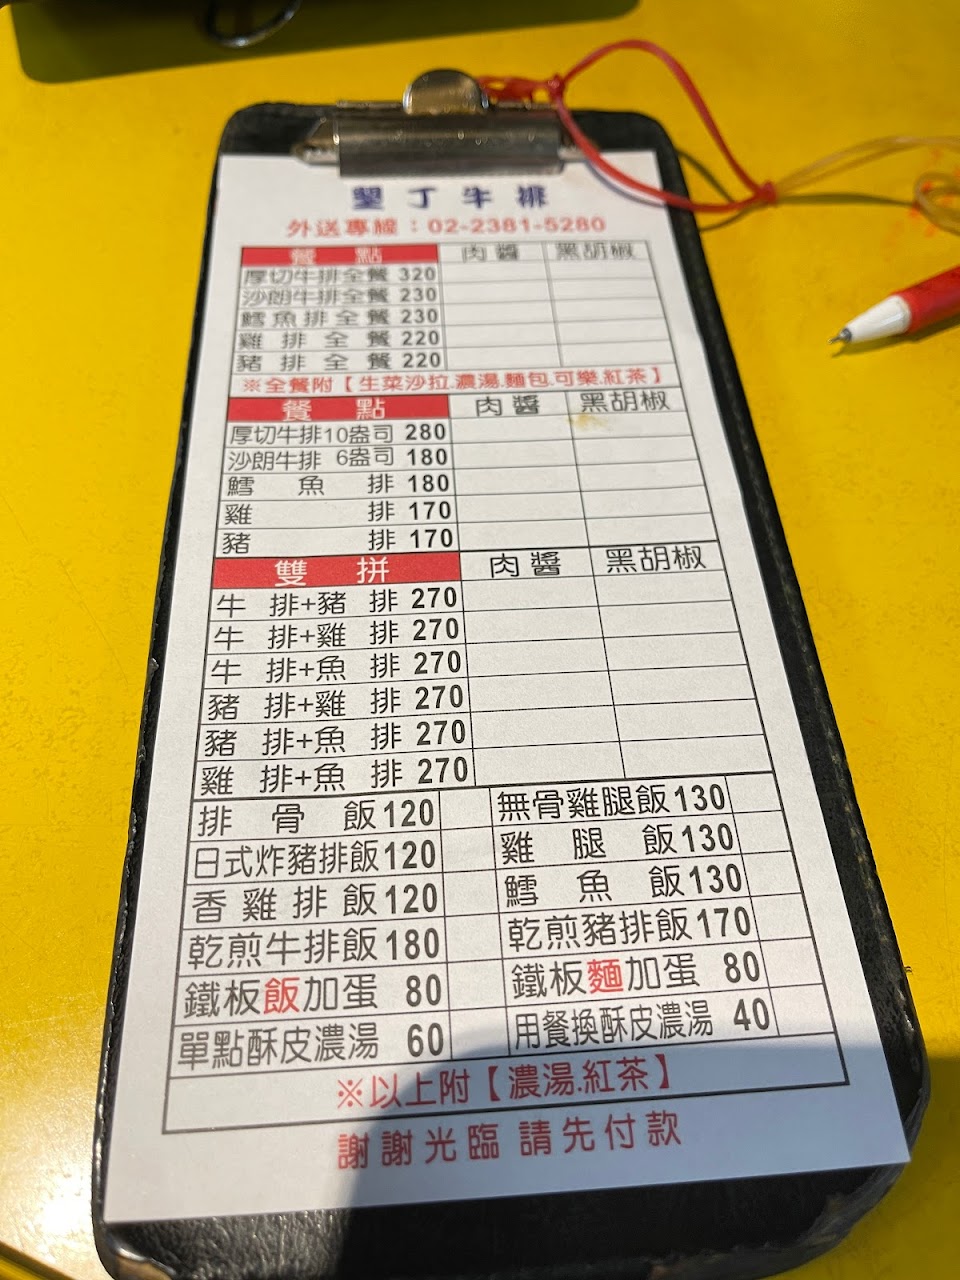 墾丁牛排
外送專線：02-2381-5280
餐點 肉醬 黑胡椒
厚切牛排全餐 320
沙朗牛排全餐 230
鱈魚排全餐 230
雞排全餐 220
豬排全餐 220
※全餐附【生菜沙拉.濃湯.麵包.可樂.紅茶】
餐點 肉醬 黑胡椒
厚切牛排10盎司 280
沙朗牛排 6盎司 180
鱈魚排 180
雞排 170
豬排 170
雙拼 肉醬 黑胡椒
牛排+豬排 270
牛排+雞排 270
牛排+魚排 270
豬排+雞排 270
豬排+魚排 270
雞排+魚排 270
排骨飯 120 無骨雞腿飯 130
日式炸豬排飯 120 雞腿飯 130
香雞排飯 120 鱈魚飯 130
乾煎牛排飯 180 乾煎豬排飯 170
鐵板飯加蛋 80 鐵板麵加蛋 80
單點酥皮濃湯 60 用餐換酥皮濃湯 40
※以上附【濃湯.紅茶】
謝謝光臨 請先付款